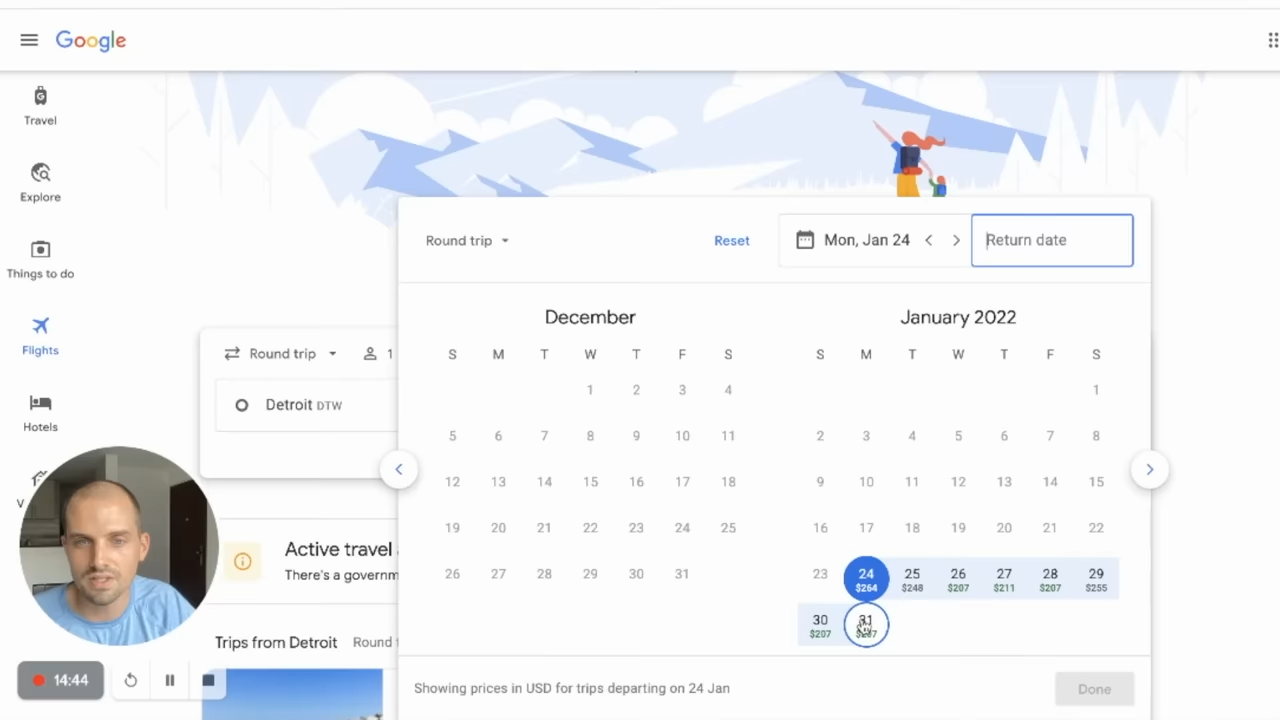 Google
Travel
Explore
Things to do
Flights
Hotels
V
Round trip
Reset
Mon, Jan 24
Return date
Round trip
1
Detroit DTW
December
S M T W T F S
1 2 3 4
5 6 7 8 9 10 11
12 13 14 15 16 17 18
19 20 21 22 23 24 25
26 27 28 29 30 31
January 2022
S M T W T F S
1
2 3 4 5 6 7 8
9 10 11 12 13 14 15
16 17 18 19 20 21 22
23 24 25 26 27 28 29
$264 $248 $207 $211 $207 $255
30 31
$207
Active travel
There's a governm
Trips from Detroit Round t
14:44
Showing prices in USD for trips departing on 24 Jan
Done